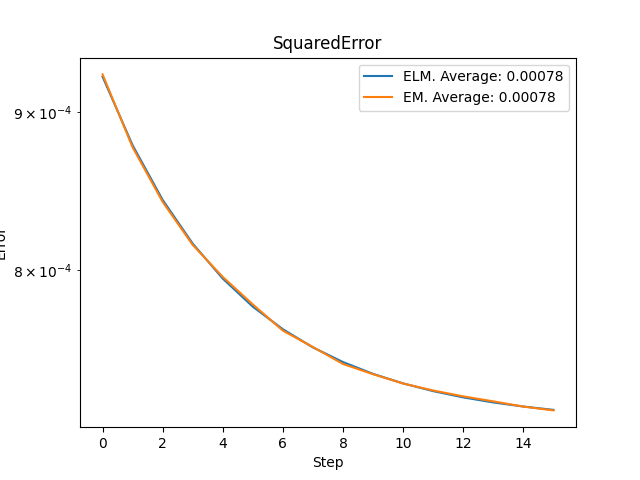 SquaredError
ELM. Average: 0.00078
EM. Average: 0.00078
9 × 10⁻⁴
8 × 10⁻⁴
Error
0 2 4 6 8 10 12 14
Step